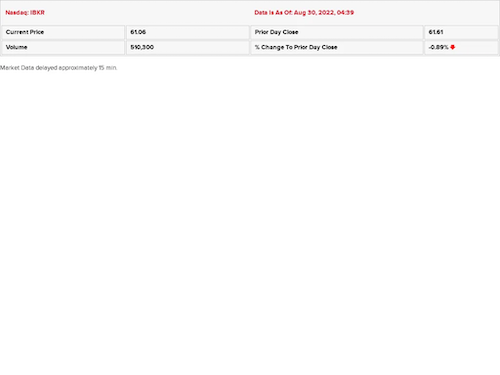 Nasdaq: IBKR Data Is As Of: Aug 30, 2022, 04:39
Current Price 61.06 Prior Day Close 61.61
Volume 510,300 % Change To Prior Day Close -0.89%
Market Data delayed approximately 15 min.